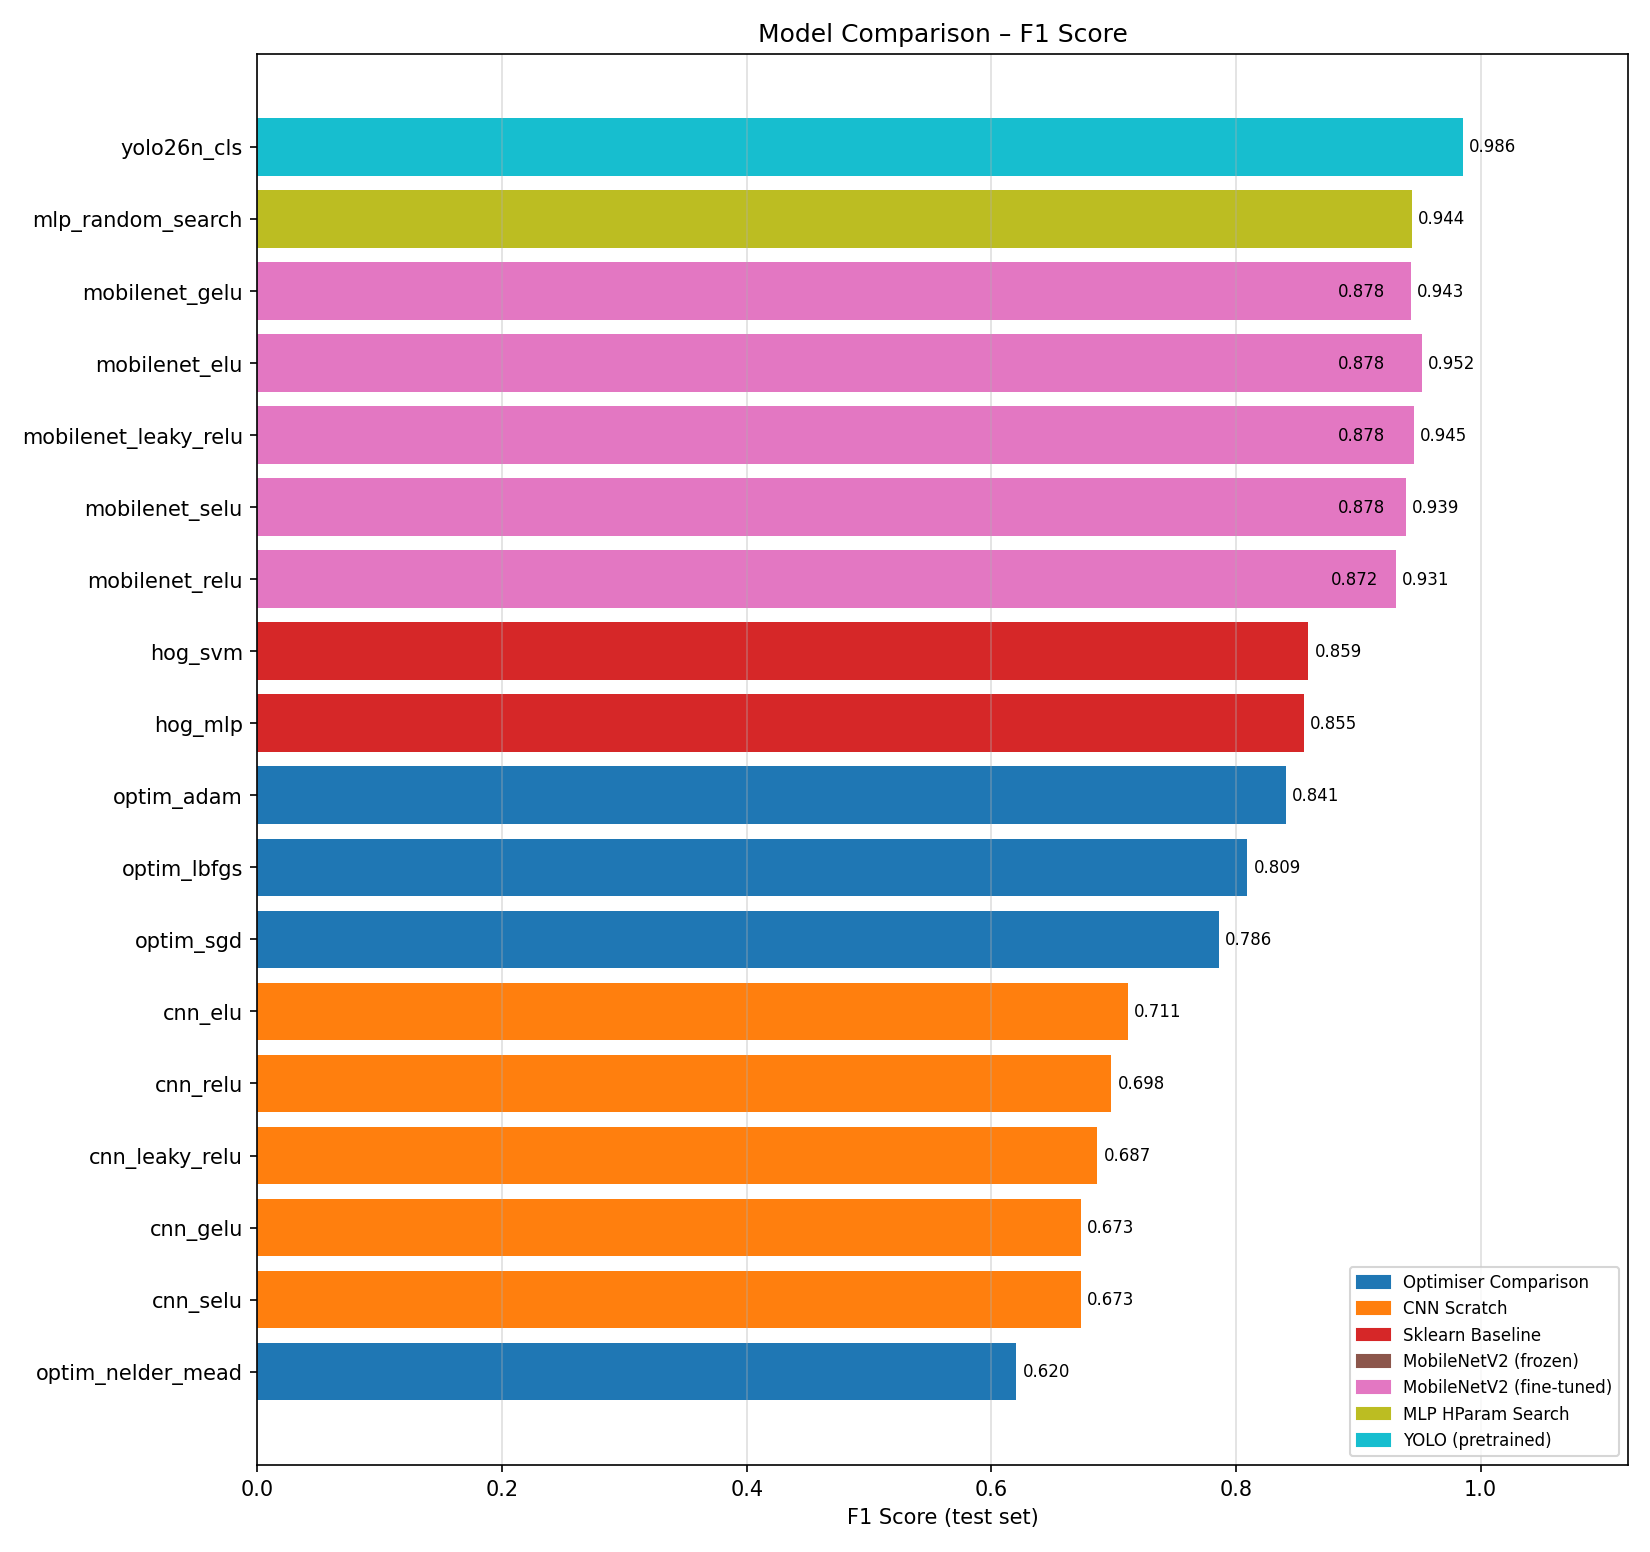 Model Comparison – F1 Score
yolo26n_cls 0.986
mlp_random_search 0.944
mobilenet_gelu 0.878 0.943
mobilenet_elu 0.878 0.952
mobilenet_leaky_relu 0.878 0.945
mobilenet_selu 0.878 0.939
mobilenet_relu 0.872 0.931
hog_svm 0.859
hog_mlp 0.855
optim_adam 0.841
optim_lbfgs 0.809
optim_sgd 0.786
cnn_elu 0.711
cnn_relu 0.698
cnn_leaky_relu 0.687
cnn_gelu 0.673
cnn_selu 0.673
optim_nelder_mead 0.620
Optimiser Comparison
CNN Scratch
Sklearn Baseline
MobileNetV2 (frozen)
MobileNetV2 (fine-tuned)
MLP HParam Search
YOLO (pretrained)
0.0 0.2 0.4 0.6 0.8 1.0
F1 Score (test set)